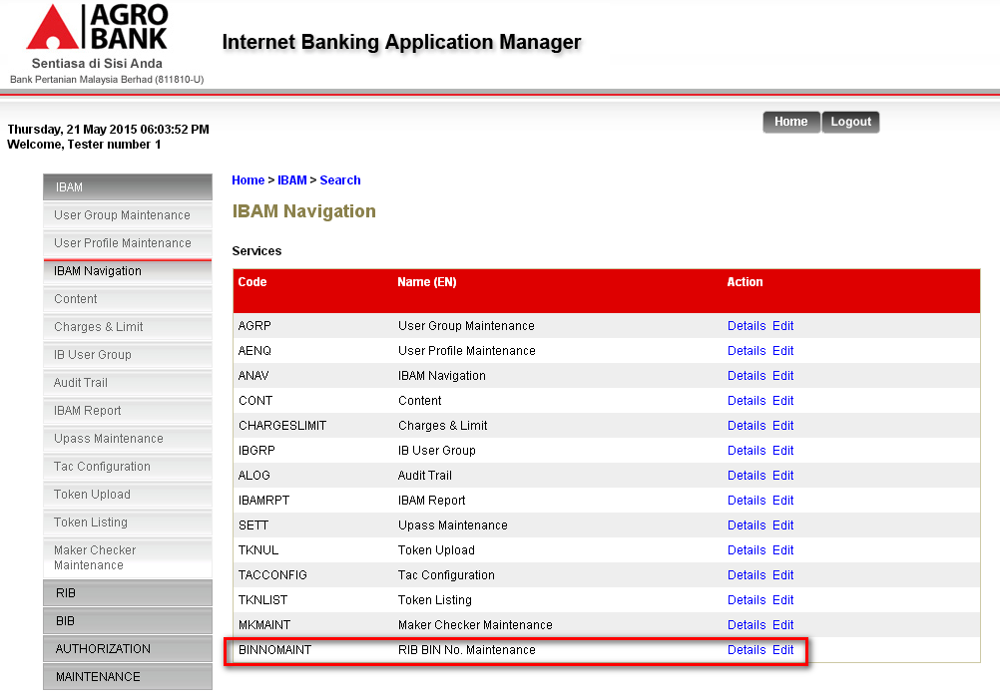 AGRO
BANK
Sentiasa di Sisi Anda
Bank Pertanian Malaysia Berhad (811810-U)
Internet Banking Application Manager
Thursday, 21 May 2015 06:03:52 PM
Welcome, Tester number 1
Home Logout
IBAM
User Group Maintenance
User Profile Maintenance
IBAM Navigation
Content
Charges & Limit
IB User Group
Audit Trail
IBAM Report
Upass Maintenance
Tac Configuration
Token Upload
Token Listing
Maker Checker
Maintenance
RIB
BIB
AUTHORIZATION
MAINTENANCE
Home > IBAM > Search
IBAM Navigation
Services
Code Name (EN) Action
AGRP User Group Maintenance Details Edit
AENQ User Profile Maintenance Details Edit
ANAV IBAM Navigation Details Edit
CONT Content Details Edit
CHARGESLIMIT Charges & Limit Details Edit
IBGRP IB User Group Details Edit
ALOG Audit Trail Details Edit
IBAMRPT IBAM Report Details Edit
SETT Upass Maintenance Details Edit
TKNUL Token Upload Details Edit
TACCONFIG Tac Configuration Details Edit
TKNLIST Token Listing Details Edit
MKMAINT Maker Checker Maintenance Details Edit
BINNOMAINT RIB BIN No. Maintenance Details Edit